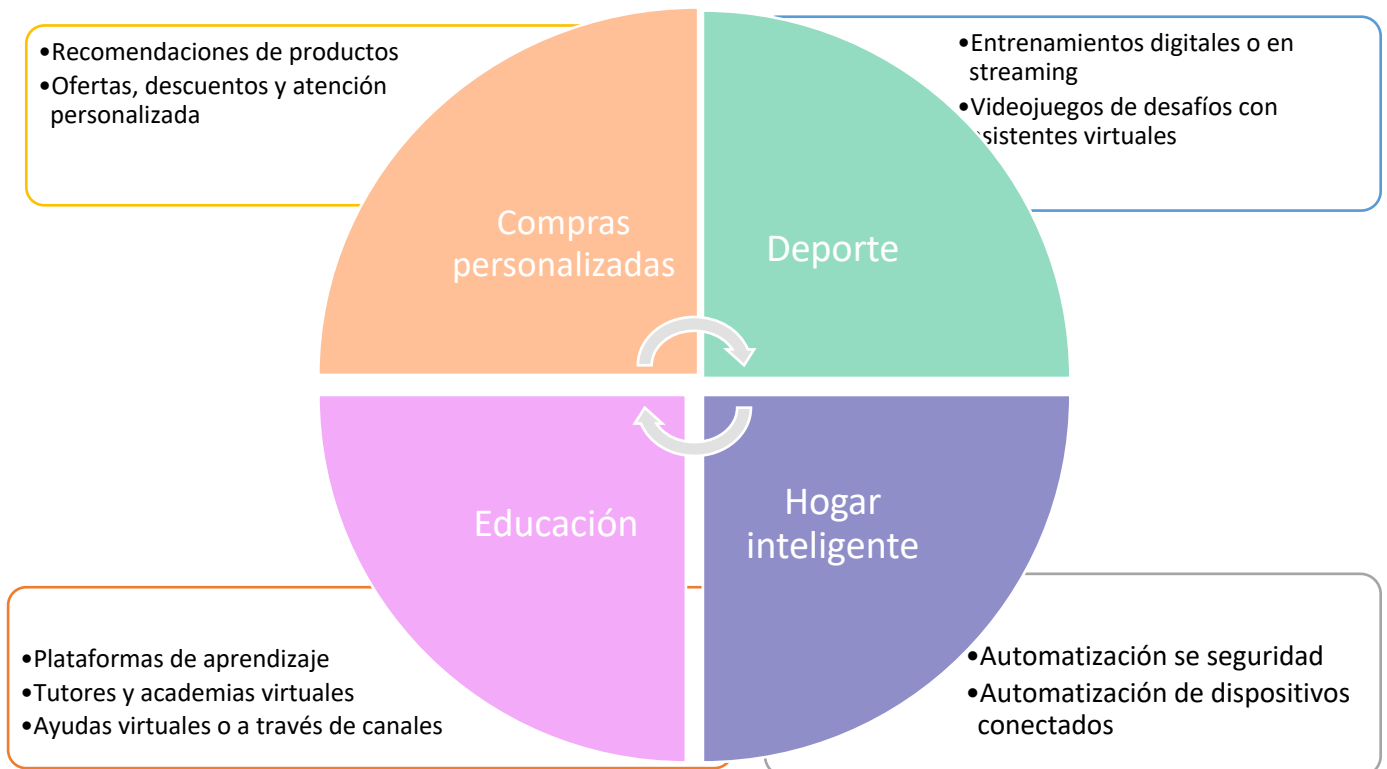 •Recomendaciones de productos
•Ofertas, descuentos y atención
personalizada
•Entrenamientos digitales o en
streaming
•Videojuegos de desafíos con
sistentes virtuales
Compras
personalizadas
Deporte
Educación
Hogar
inteligente
•Plataformas de aprendizaje
•Tutores y academias virtuales
•Ayudas virtuales o a través de canales
•Automatización se seguridad
•Automatización de dispositivos
conectados